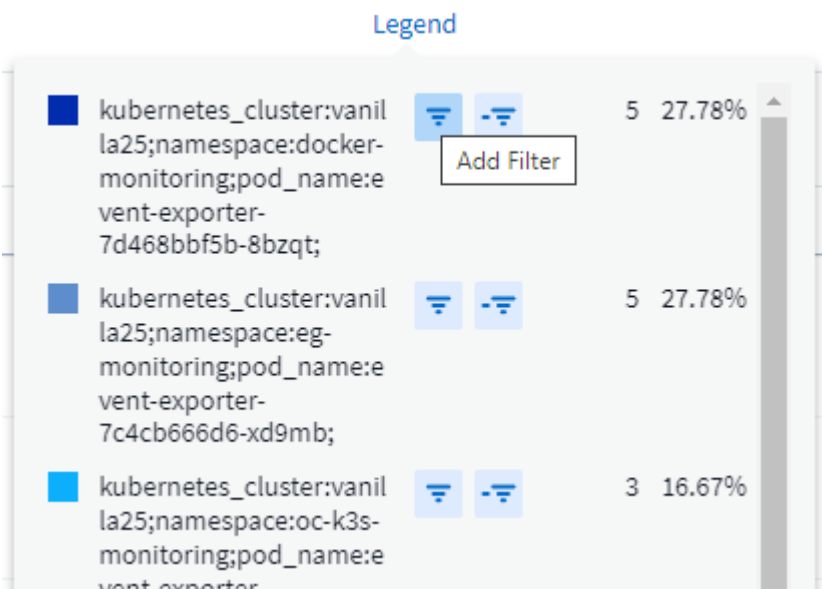 Legend
kubernetes_cluster:vanil 5 27.78%
la25;namespace:docker-
Add Filter
monitoring;pod_name:e
vent-exporter-
7d468bbf5b-8bzqt;
kubernetes_cluster:vanil 5 27.78%
la25;namespace:eg-
monitoring;pod_name:e
vent-exporter-
7c4cb666d6-xd9mb;
kubernetes_cluster:vanil 3 16.67%
la25;namespace:oc-k3s-
monitoring;pod_name:e
vent-exporter-